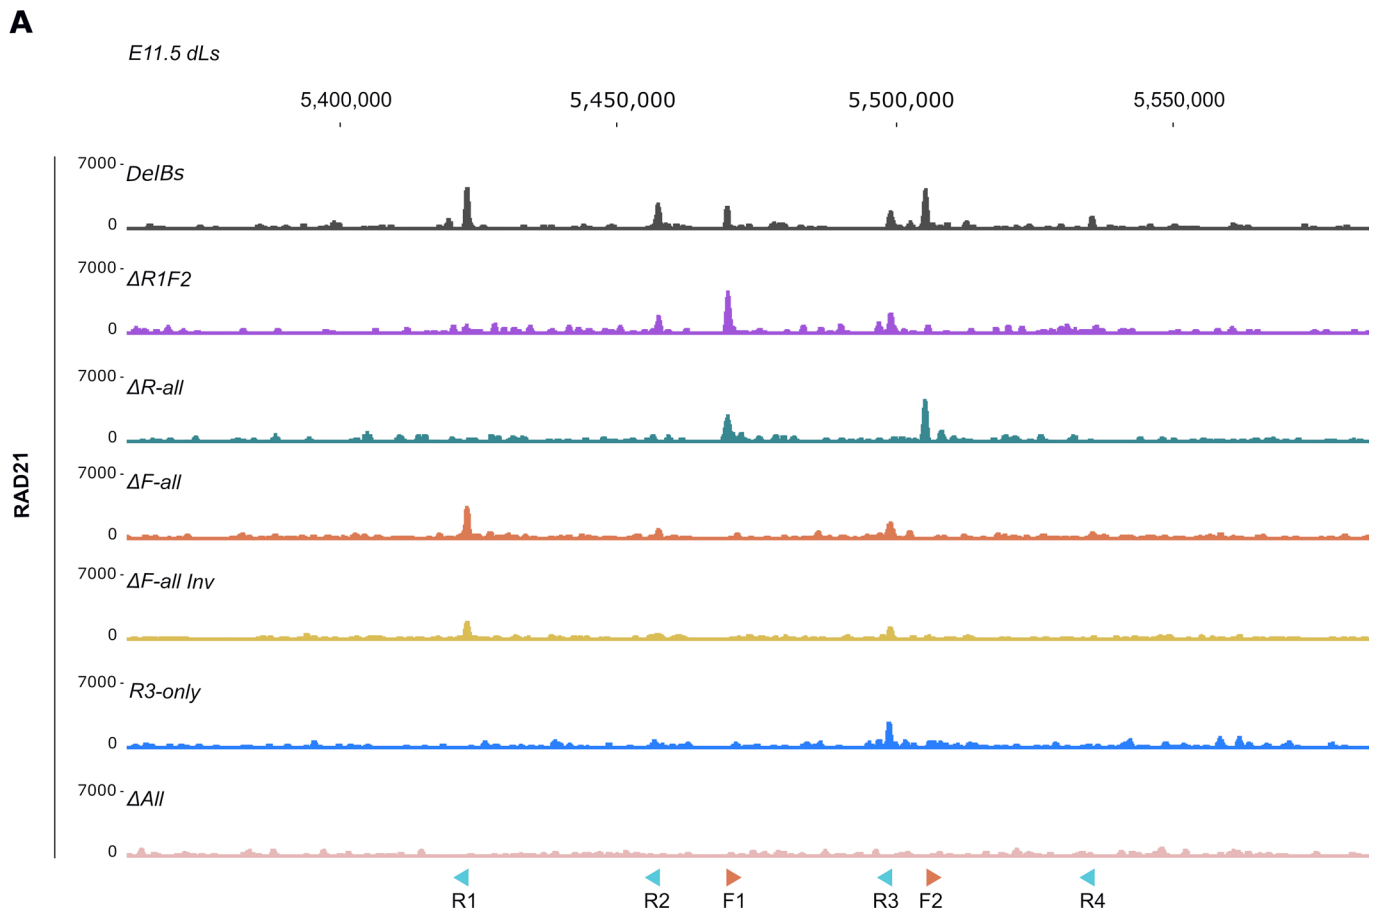 A
E11.5 dLs
5,400,000 5,450,000 5,500,000 5,550,000
RAD21
7000
DelBs
0
7000
ΔR1F2
0
7000
ΔR-all
0
7000
ΔF-all
0
7000
ΔF-all Inv
0
7000
R3-only
0
7000
ΔAll
0
R1 R2 F1 R3 F2 R4